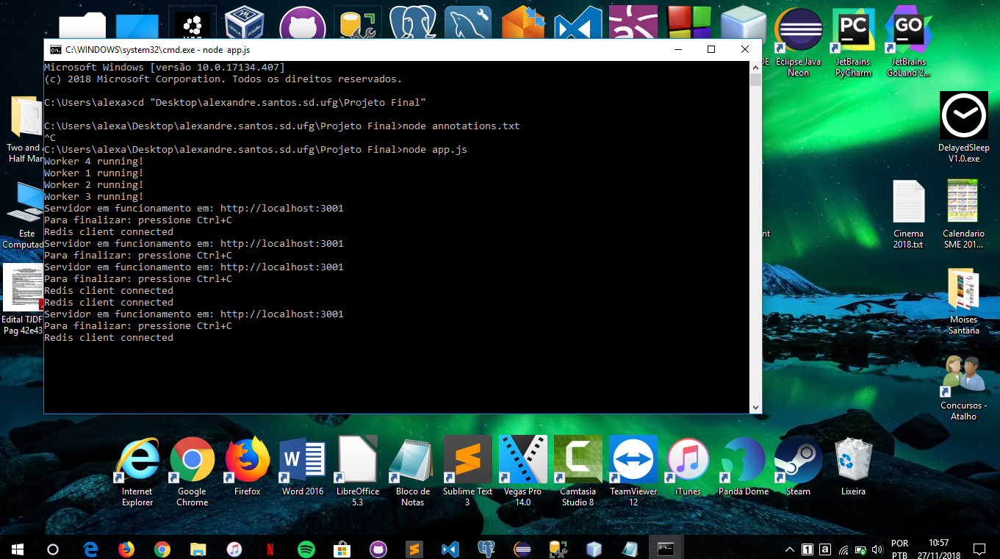 C:\WINDOWS\system32\cmd.exe - node app.js
Microsoft Windows [versão 10.0.17134.407]
(c) 2018 Microsoft Corporation. Todos os direitos reservados.
C:\Users\alexa>cd "Desktop\alexandre.santos.sd.ufg\Projeto Final"
C:\Users\alexa\Desktop\alexandre.santos.sd.ufg\Projeto Final>node annotations.txt
^C
C:\Users\alexa\Desktop\alexandre.santos.sd.ufg\Projeto Final>node app.js
Worker 4 running!
Worker 1 running!
Worker 2 running!
Worker 3 running!
Servidor em funcionamento em: http://localhost:3001
Para finalizar: pressione Ctrl+C
Redis client connected
Servidor em funcionamento em: http://localhost:3001
Para finalizar: pressione Ctrl+C
Servidor em funcionamento em: http://localhost:3001
Para finalizar: pressione Ctrl+C
Redis client connected
Redis client connected
Servidor em funcionamento em: http://localhost:3001
Para finalizar: pressione Ctrl+C
Redis client connected
PC
GO
DE
Eclipse Java
Neon
JetBrains
PyCharm
JetBrains
GoLand 2...
Two and
Half Mar
DelayedSleep
V1.0.exe
Este
Computad
nt
Cinema
2018.txt
Calendario
SME 201...
Edital TJDF
Pag 42e43
Moises
Santana
Concursos -
Atalho
Internet
Explorer
Google
Chrome
Firefox
Word 2016
LibreOffice
5.3
Bloco de
Notas
Sublime Text
3
Vegas Pro
14.0
Camtasia
Studio 8
TeamViewer
12
iTunes
Panda Dome
Steam
Lixeira
POR
PTB
10:57
27/11/2018